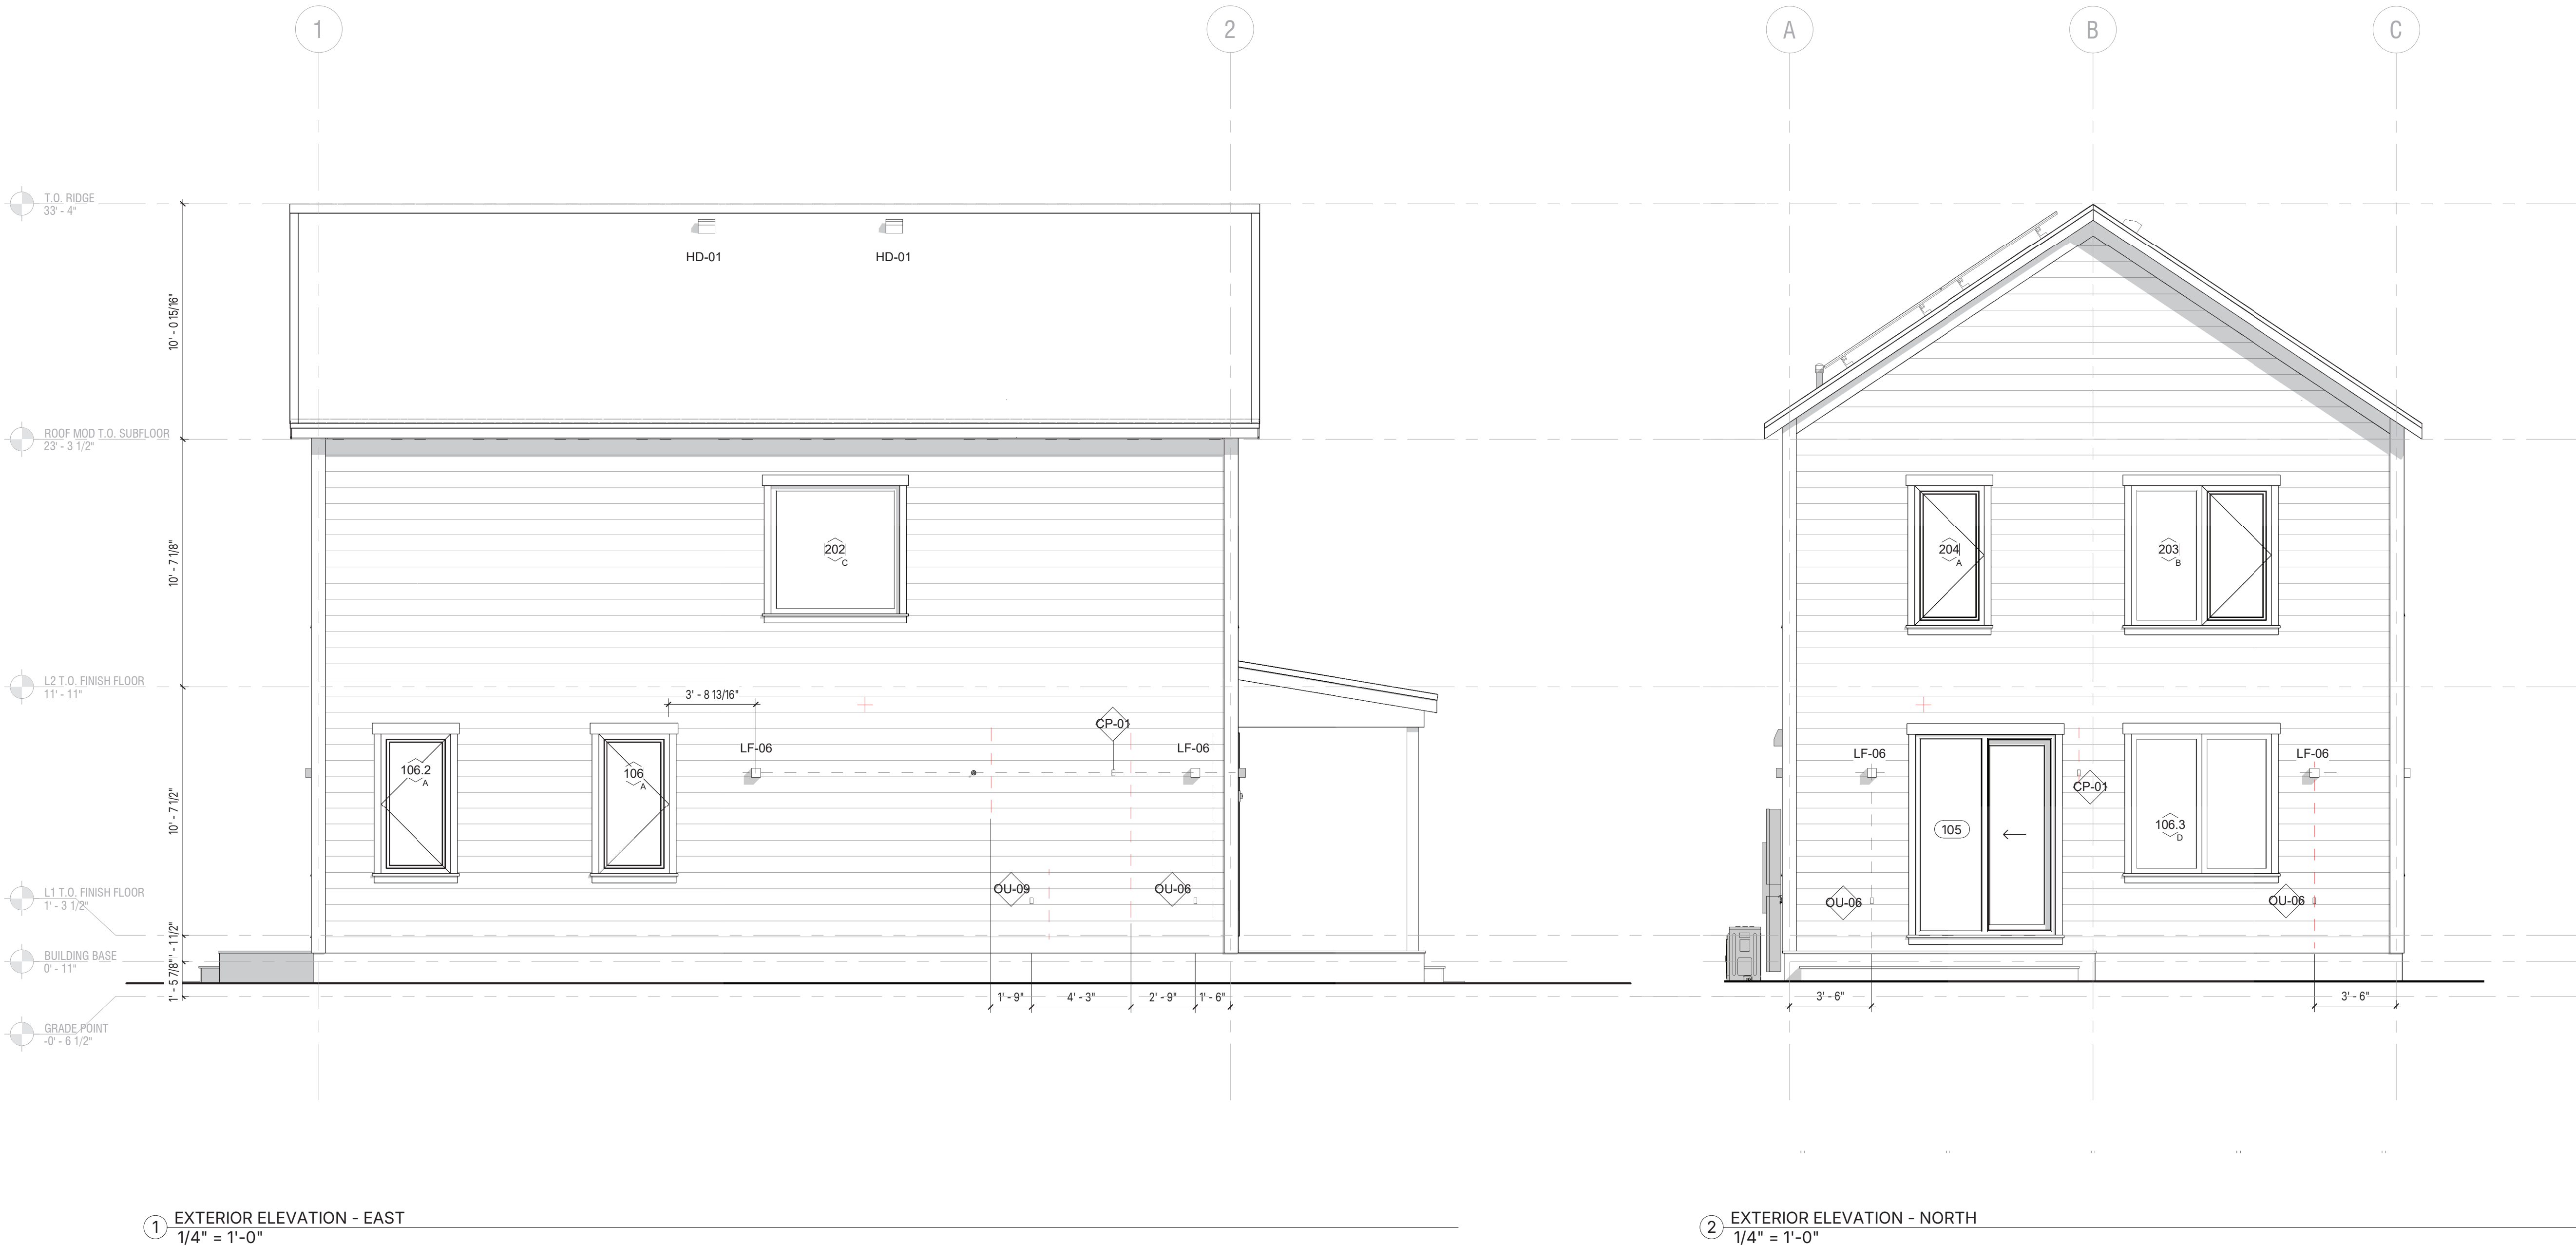 1
2
A
B
C
T.O. RIDGE
33' - 4"
HD-01
HD-01
10' - 0 15/16"
ROOF MOD T.O. SUBFLOOR
23' - 3 1/2"
202
C
204
A
203
B
10' - 7 1/8"
L2 T.O. FINISH FLOOR
11' - 11"
3' - 8 13/16"
CP-01
LF-06
LF-06
LF-06
LF-06
106.2
A
106
A
CP-01
10' - 7 1/2"
105
106.3
D
L1 T.O. FINISH FLOOR
1' - 3 1/2"
OU-09
OU-06
OU-06
OU-06
BUILDING BASE
0' - 11"
1' - 5 7/8"
1' - 9"
4' - 3"
2' - 9"
1' - 6"
3' - 6"
3' - 6"
GRADE POINT
-0' - 6 1/2"
1
EXTERIOR ELEVATION - EAST
1/4" = 1'-0"
2
EXTERIOR ELEVATION - NORTH
1/4" = 1'-0"